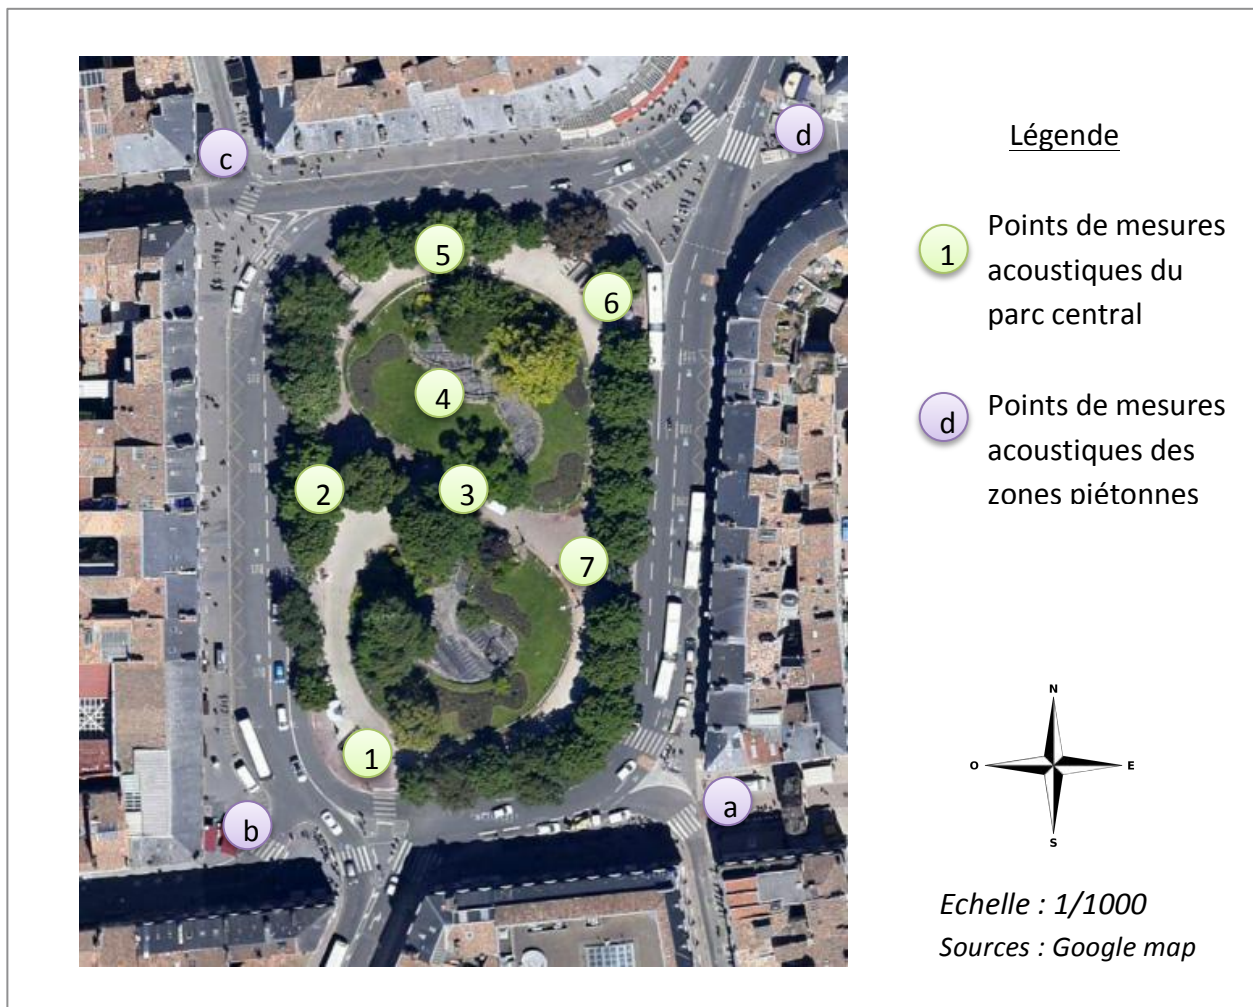 c
d
5
6
4
2
3
7
1
b
a
Légende
1
Points de mesures
acoustiques du
parc central
d
Points de mesures
acoustiques des
zones piétonnes
N
O
E
S
Echelle : 1/1000
Sources : Google map